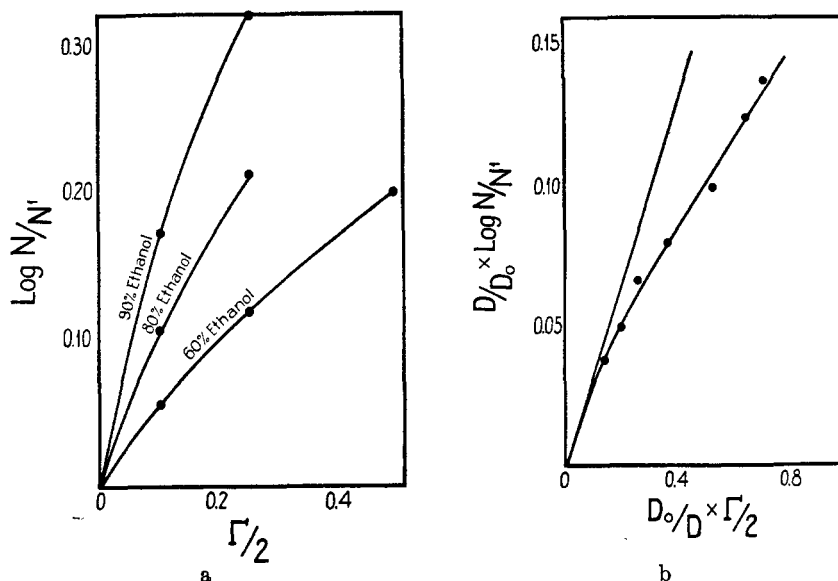 0.30
0.20
0.10
Log N/N'
90% Ethanol
80% Ethanol
60% Ethanol
0
0.2
0.4
Γ/2
a
0.15
0.10
0.05
D/D₀ × Log N/N'
0
0.4
0.8
D₀/D × Γ/2
b